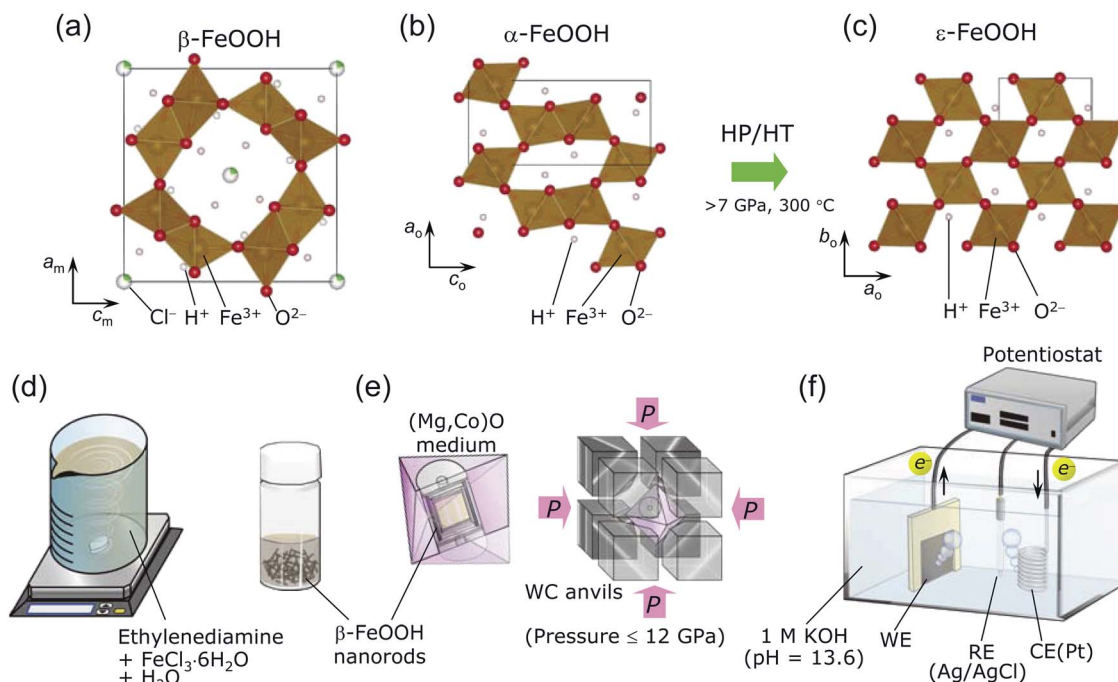 (a)
β-FeOOH
a_m
c_m
Cl⁻ H⁺ Fe³⁺ O²⁻
(b)
α-FeOOH
a_o
c_o
H⁺ Fe³⁺ O²⁻
HP/HT
>7 GPa, 300 °C
(c)
ε-FeOOH
b_o
a_o
H⁺ Fe³⁺ O²⁻
(d)
Ethylenediamine
+ FeCl₃·6H₂O
+ H₂O
β-FeOOH
nanorods
(e)
(Mg,Co)O
medium
P
P
P
P
WC anvils
(Pressure ≤ 12 GPa)
(f)
Potentiostat
e⁻
e⁻
1 M KOH
(pH = 13.6)
WE
RE
(Ag/AgCl)
CE(Pt)